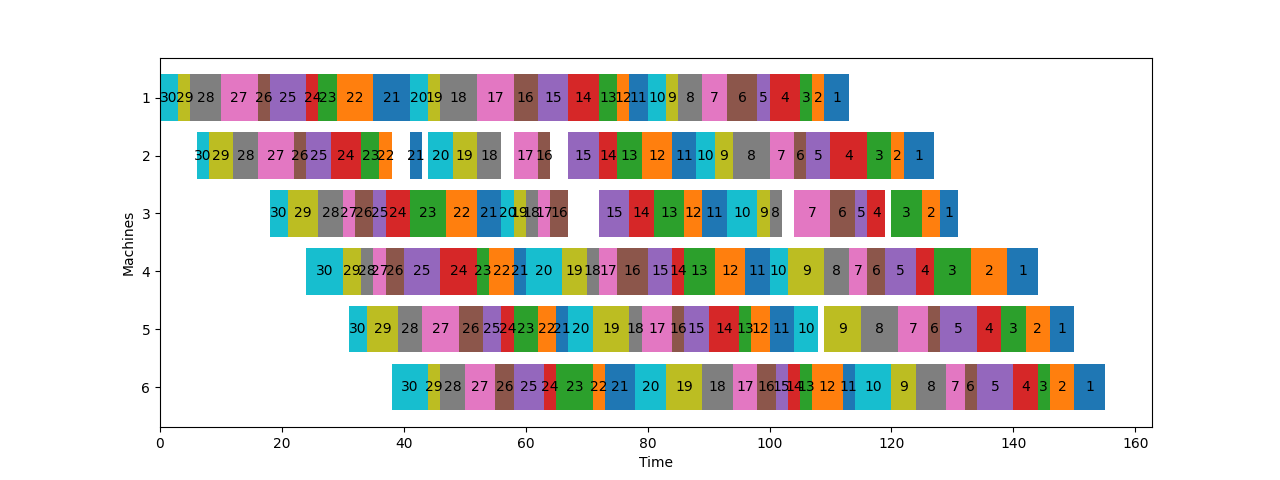 1 30 29 28 27 26 25 24 23 22 21 20 19 18 17 16 15 14 13 12 11 10 9 8 7 6 5 4 3 2 1
2 30 29 28 27 26 25 24 23 22 21 20 19 18 17 16 15 14 13 12 11 10 9 8 7 6 5 4 3 2 1
3 30 29 28 27 26 25 24 23 22 21 20 19 18 17 16 15 14 13 12 11 10 9 8 7 6 5 4 3 2 1
4 30 29 28 27 26 25 24 23 22 21 20 19 18 17 16 15 14 13 12 11 10 9 8 7 6 5 4 3 2 1
5 30 29 28 27 26 25 24 23 22 21 20 19 18 17 16 15 14 13 12 11 10 9 8 7 6 5 4 3 2 1
6 30 29 28 27 26 25 24 23 22 21 20 19 18 17 16 15 14 13 12 11 10 9 8 7 6 5 4 3 2 1
Machines
0 20 40 60 80 100 120 140 160
Time